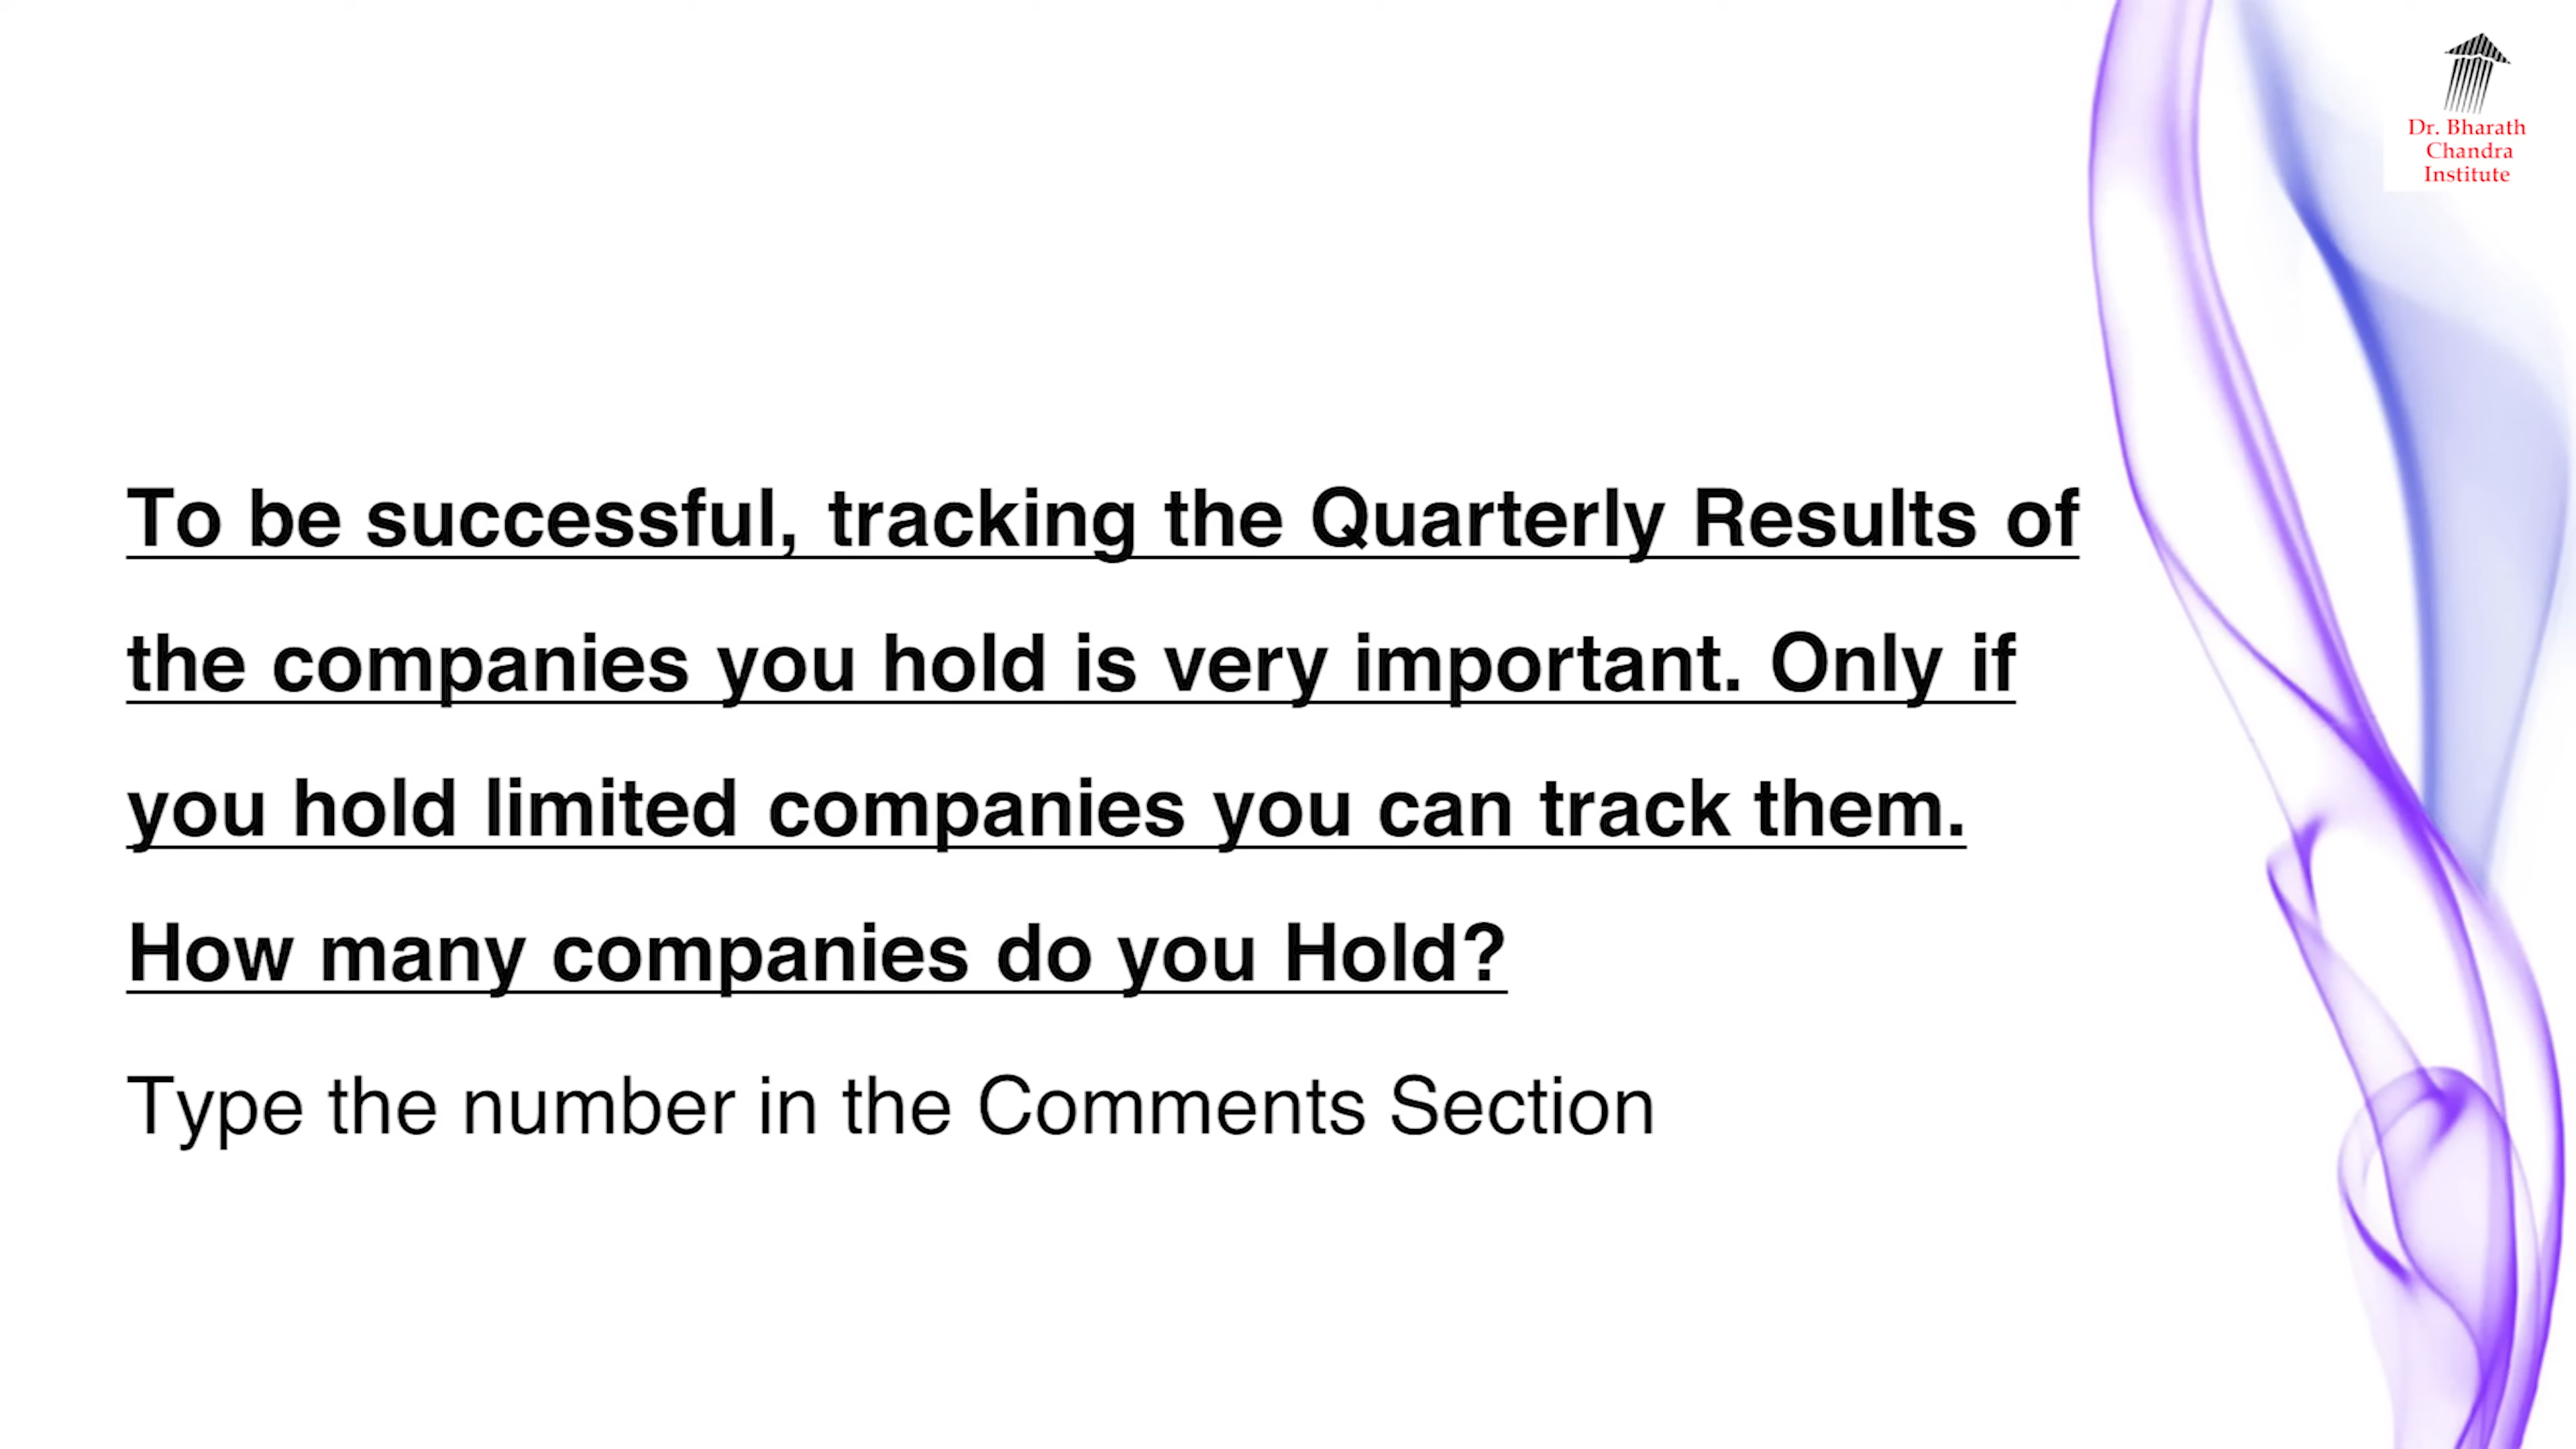 Dr. Bharath
Chandra
Institute
To be successful, tracking the Quarterly Results of
the companies you hold is very important. Only if
you hold limited companies you can track them.
How many companies do you Hold?
Type the number in the Comments Section